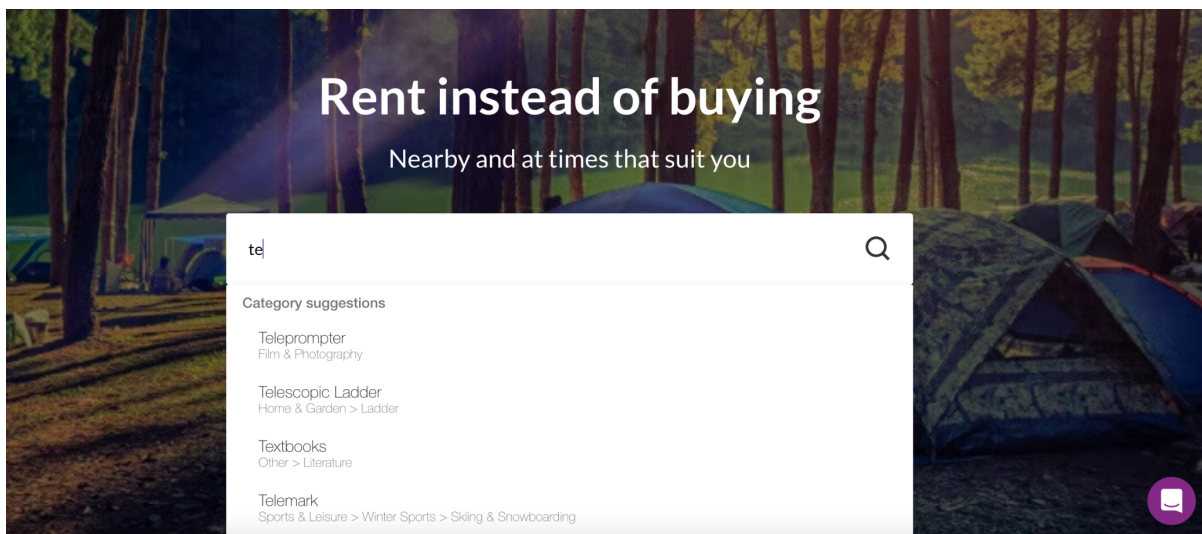 Rent instead of buying
Nearby and at times that suit you
te
Category suggestions
Teleprompter
Film & Photography
Telescopic Ladder
Home & Garden > Ladder
Textbooks
Other > Literature
Telemark
Sports & Leisure > Winter Sports > Skiing & Snowboarding